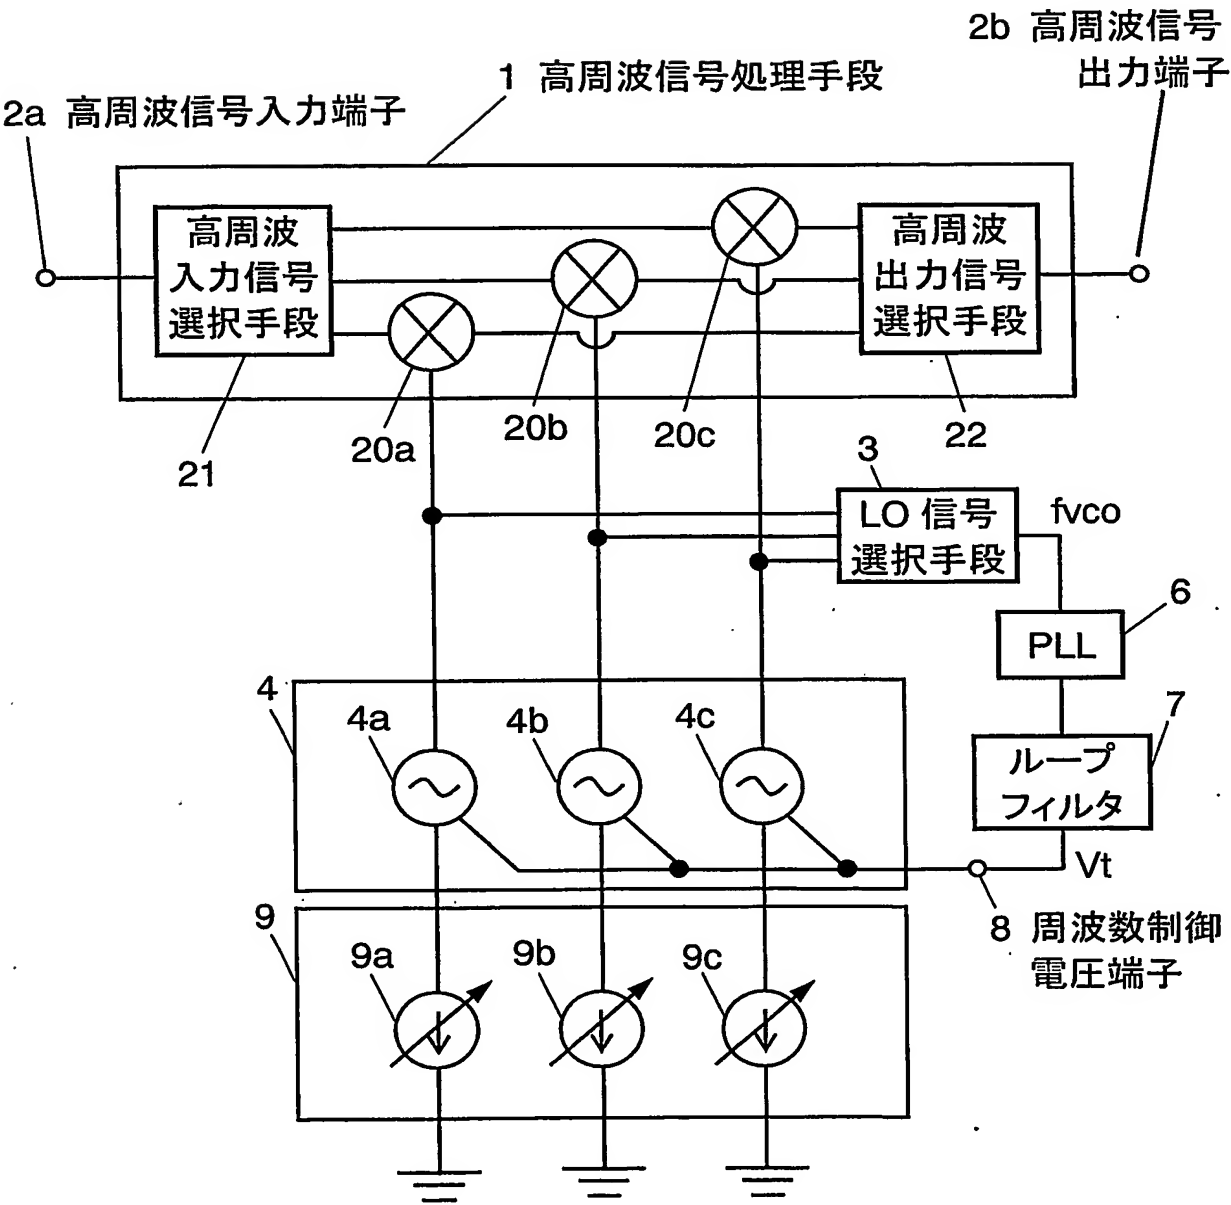 2b 高周波信号
出力端子
1 高周波信号処理手段
2a 高周波信号入力端子
高周波
入力信号
選択手段
高周波
出力信号
選択手段
21
20a
20b
20c
22
3
LO 信号
選択手段
fvco
6
PLL
4
4a
4b
4c
7
ループ
フィルタ
Vt
9
9a
9b
9c
8 周波数制御
電圧端子